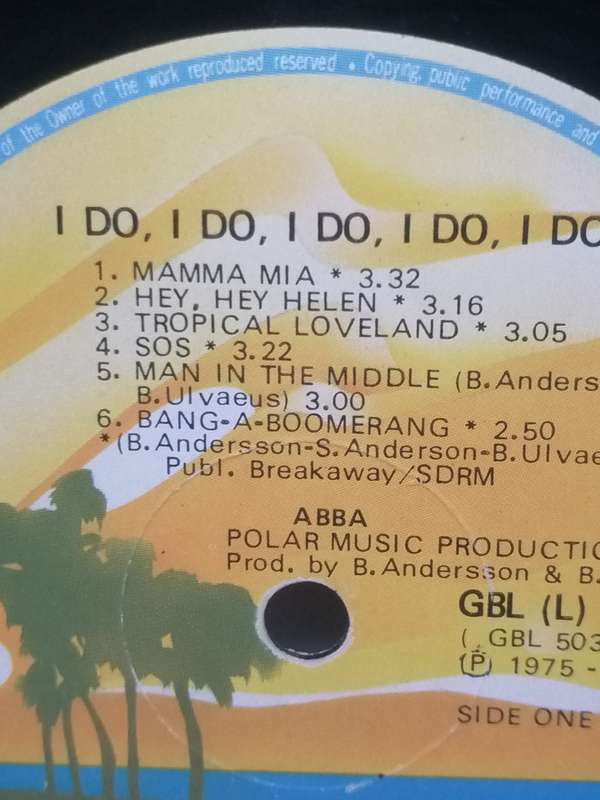 of the Owner of the work reproduced reserved • Copying, public performance and
I DO, I DO, I DO, I DO, I DO
1. MAMMA MIA * 3.32
2. HEY, HEY HELEN * 3.16
3. TROPICAL LOVELAND * 3.05
4. SOS * 3.22
5. MAN IN THE MIDDLE (B.Anders
B.Ulvaeus) 3.00
6. BANG-A-BOOMERANG * 2.50
*(B.Andersson-S.Anderson-B.Ulvae
Publ. Breakaway/SDRM
ABBA
POLAR MUSIC PRODUCTIO
Prod. by B.Andersson & B.
GBL (L)
( GBL 503
(P) 1975 -
SIDE ONE